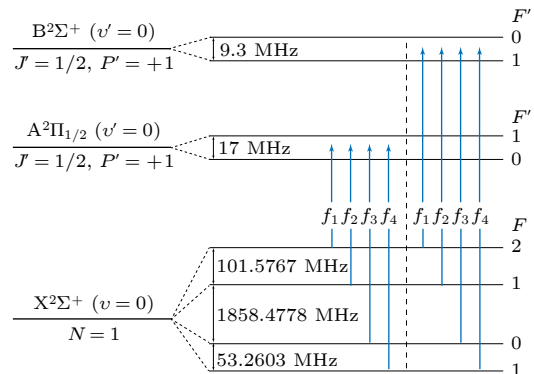 F′
B²Σ⁺ (υ′ = 0)
0
9.3 MHz
J′ = 1/2, P′ = +1
1
F′
A²Π₁/₂ (υ′ = 0)
1
17 MHz
J′ = 1/2, P′ = +1
0
f₁ f₂ f₃ f₄ f₁ f₂ f₃ f₄
F
2
101.5767 MHz
1
X²Σ⁺ (υ = 0)
1858.4778 MHz
N = 1
0
53.2603 MHz
1